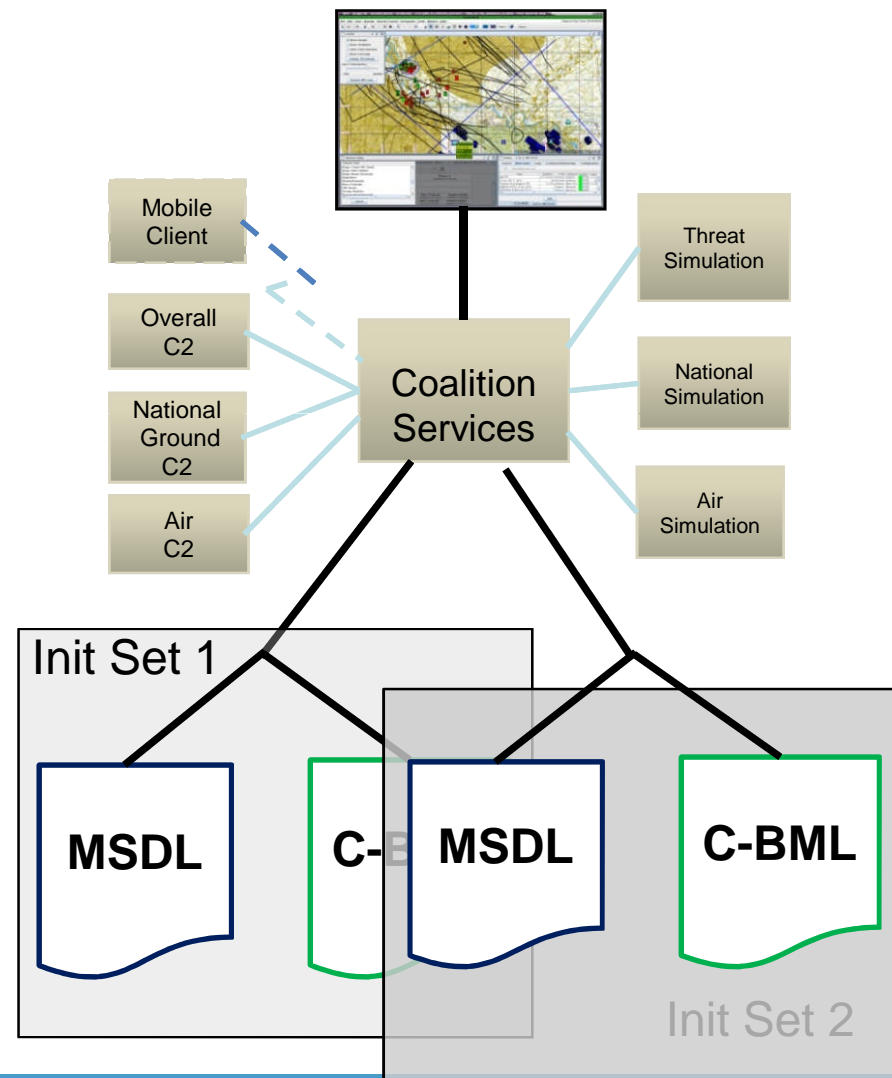 Mobile
Client
Overall
C2
National
Ground
C2
Air
C2
Coalition
Services
Threat
Simulation
National
Simulation
Air
Simulation
Init Set 1
MSDL
C-B
MSDL
C-BML
Init Set 2